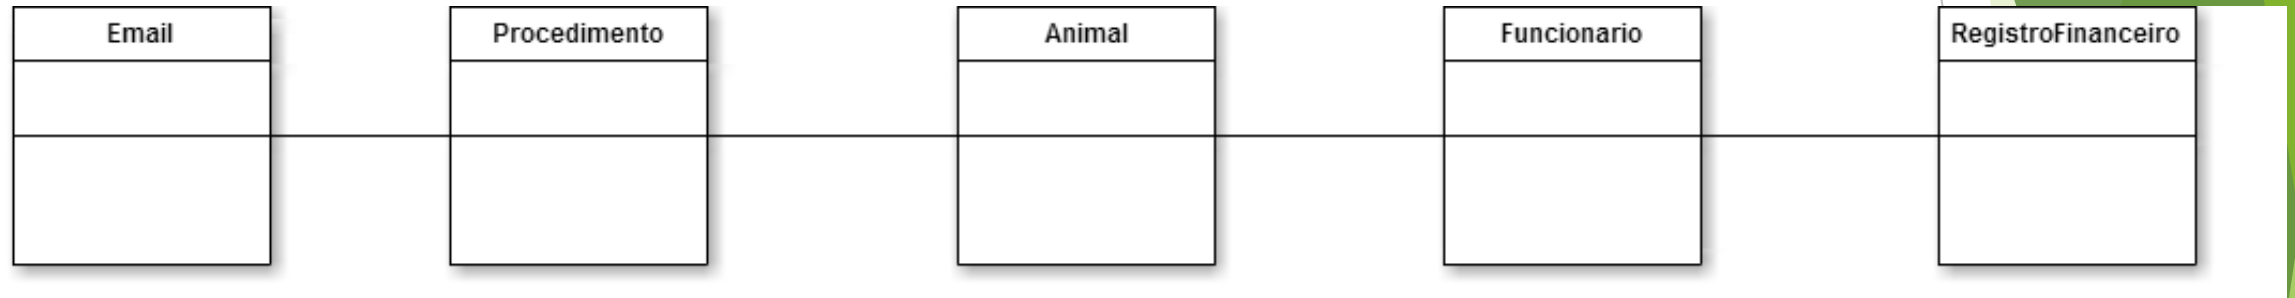 Email
Procedimento
Animal
Funcionario
RegistroFinanceiro